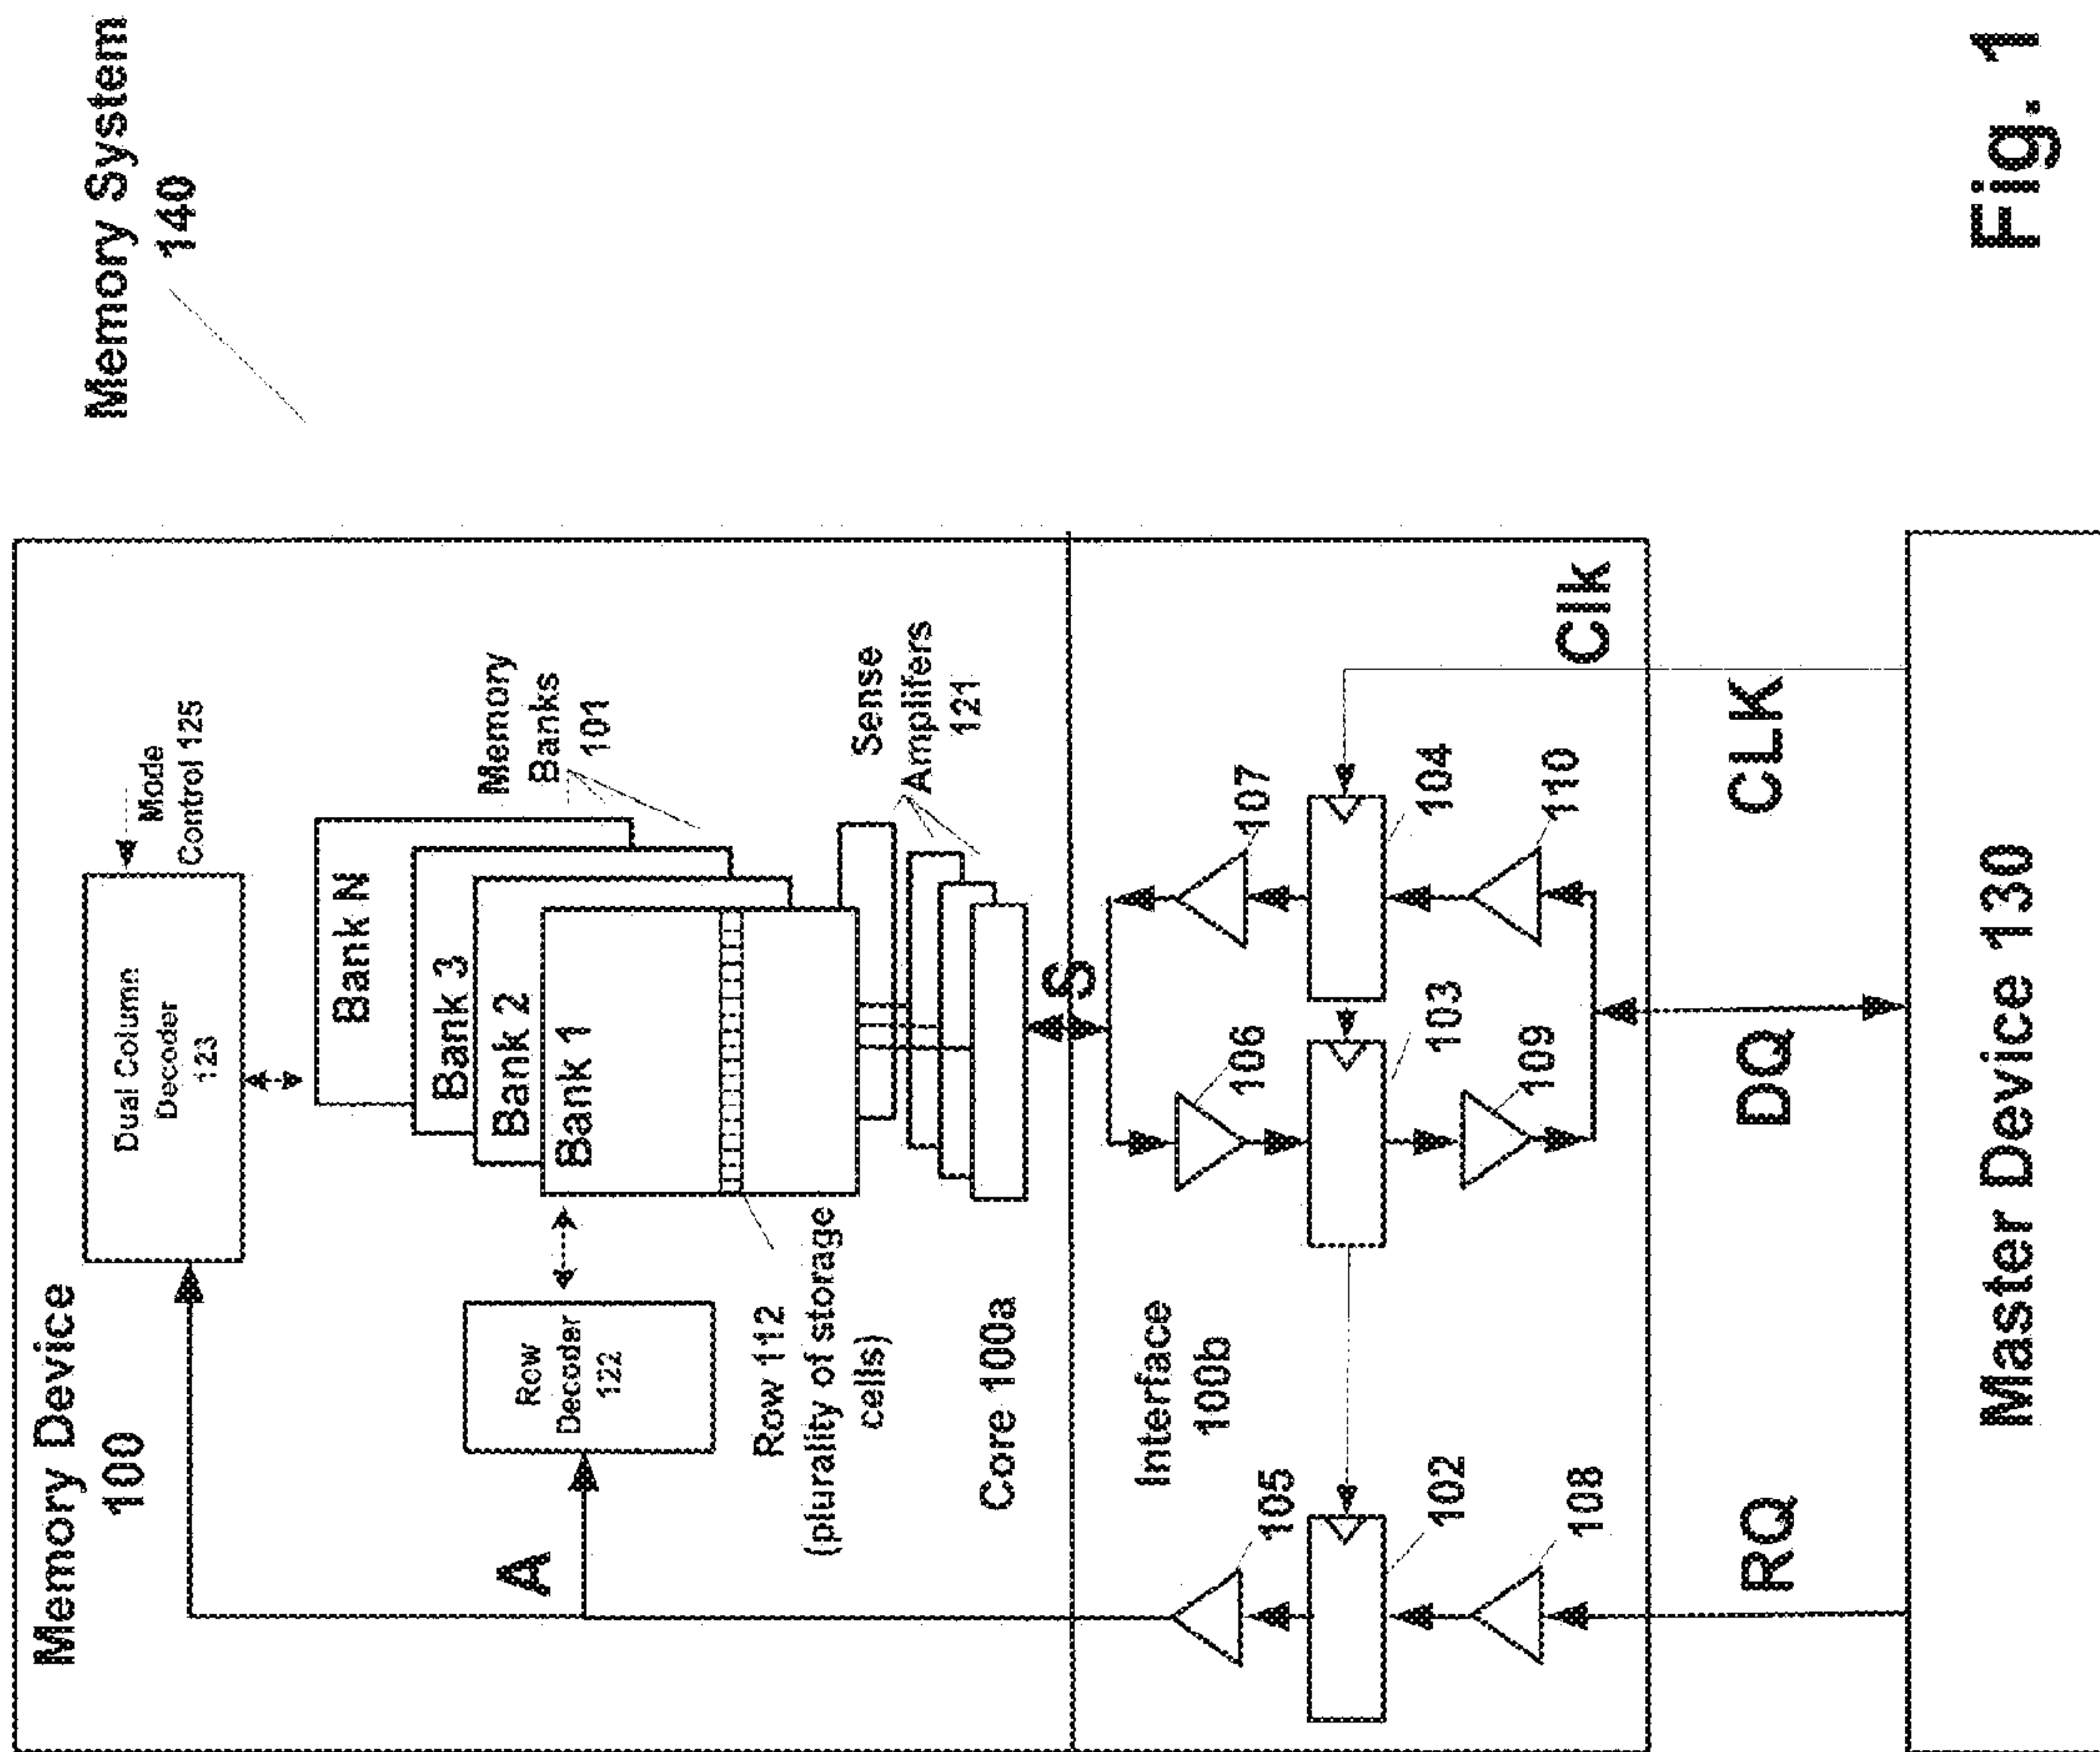 Memory System
140
Memory Device
100
Dual Column
Decoder
123
Mode
Control 125
Bank N
Bank 3
Bank 2
Bank 1
Memory
Banks
101
Row
Decoder
122
A
Row 112
(plurality of storage
cells)
Sense
Amplifers
121
Core 100a
S
Interface
100b
105
106
107
102
103
104
108
109
110
Clk
RQ
DQ
CLK
Master Device 130
Fig. 1